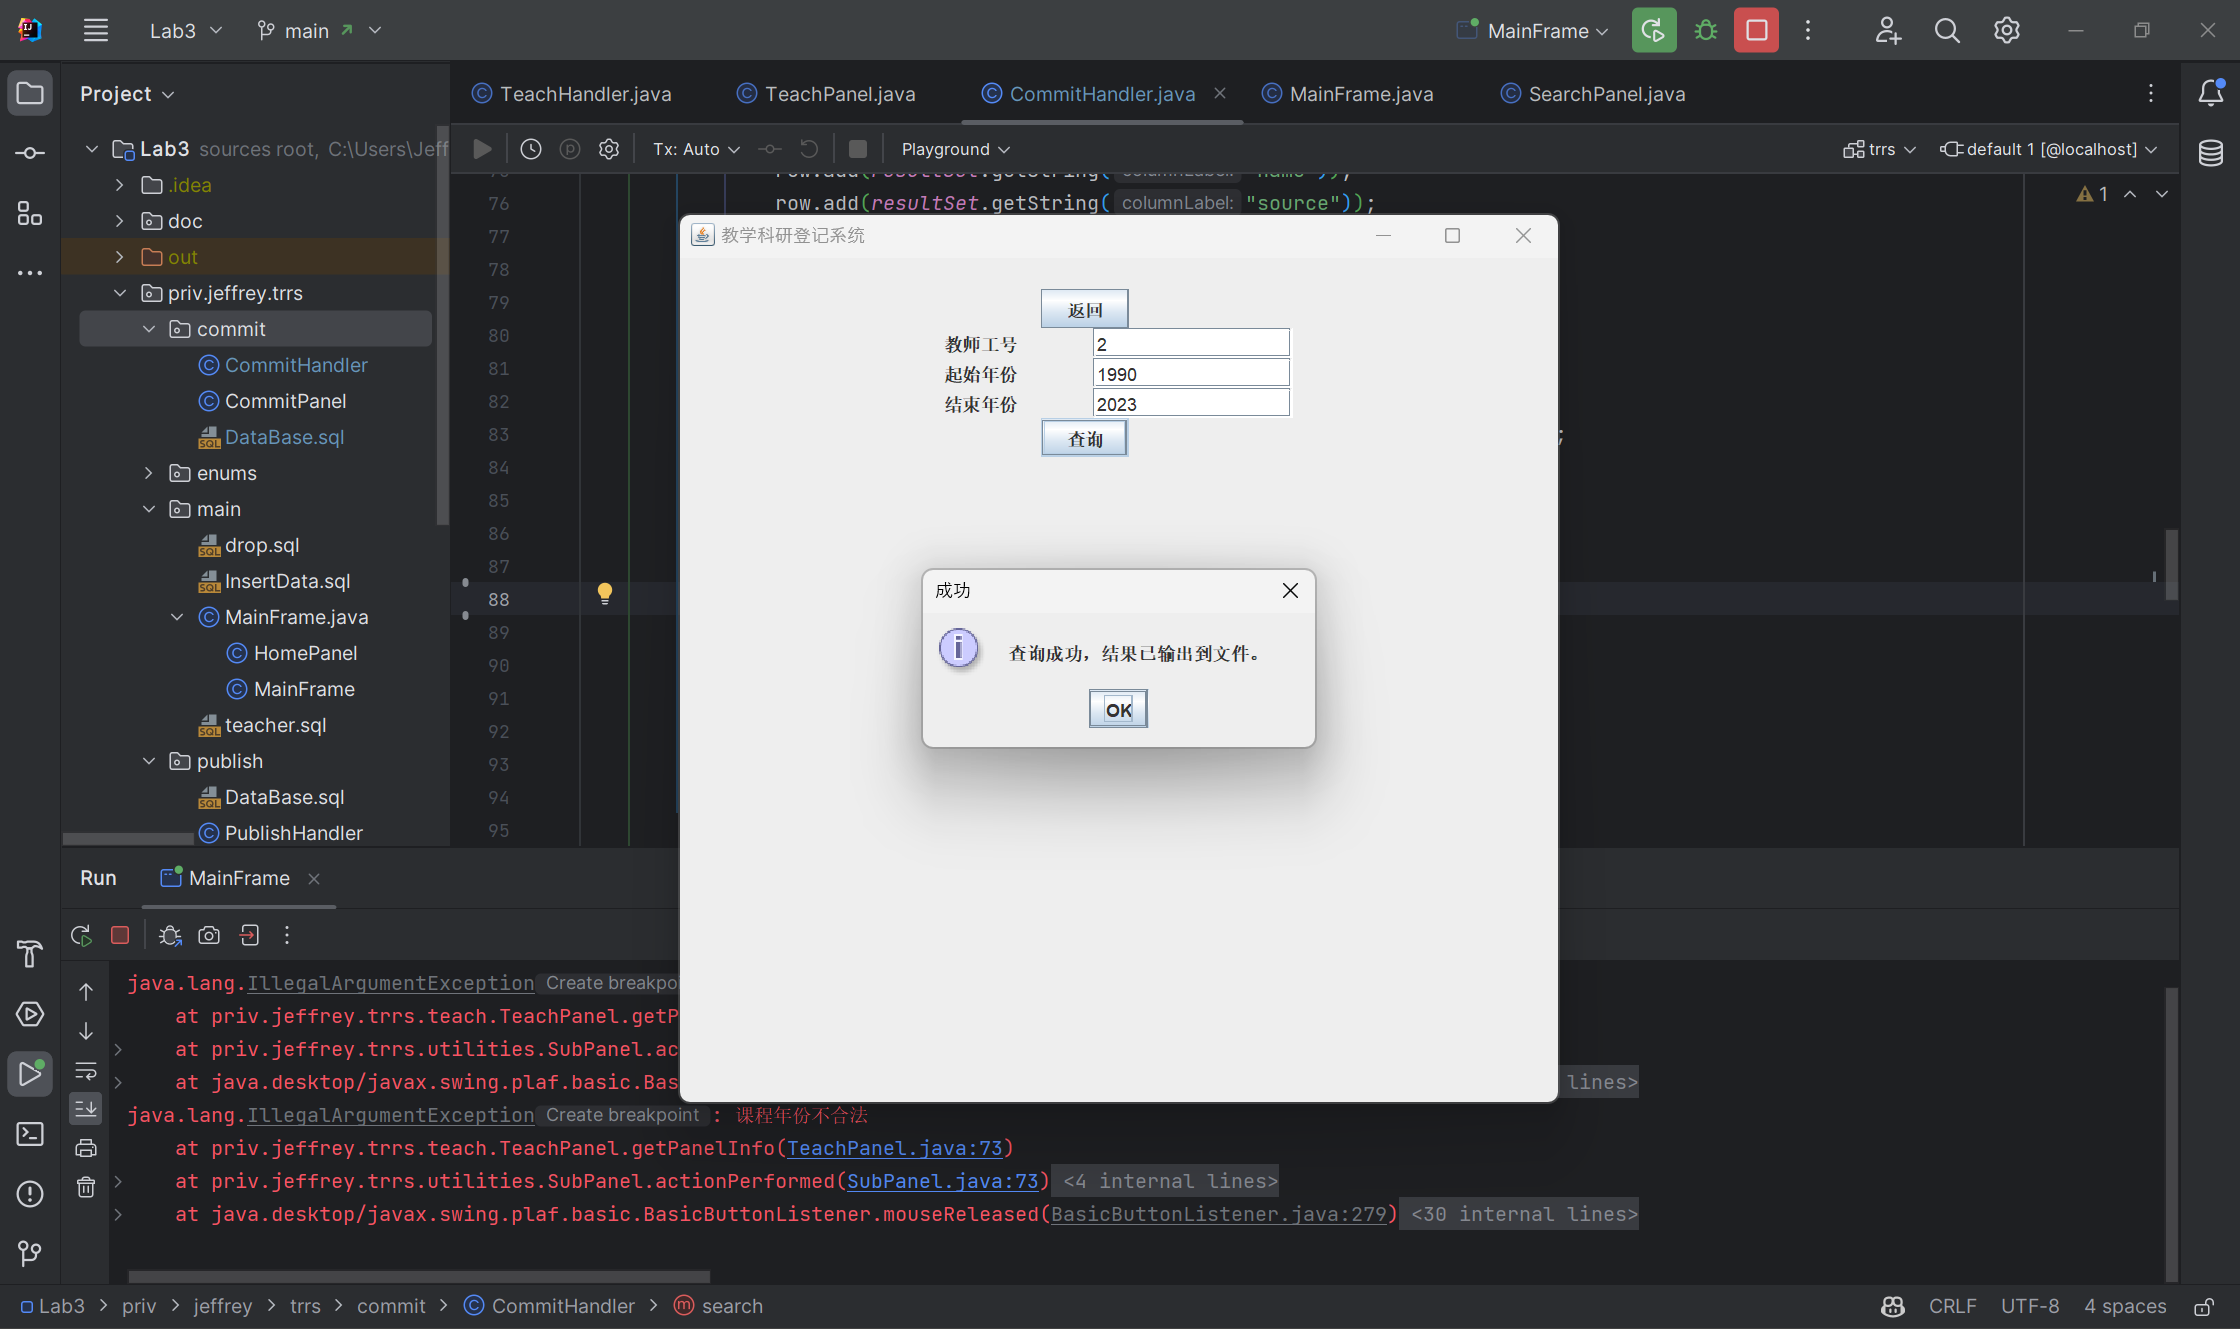 Lab3
main
MainFrame
Project
TeachHandler.java
TeachPanel.java
CommitHandler.java
MainFrame.java
SearchPanel.java
Tx: Auto
Playground
trrs
default 1 [@localhost]
Lab3 sources root, C:\Users\Jeff
.idea
doc
out
priv.jeffrey.trrs
commit
CommitHandler
CommitPanel
DataBase.sql
enums
main
drop.sql
InsertData.sql
MainFrame.java
HomePanel
MainFrame
teacher.sql
publish
DataBase.sql
PublishHandler
76 row.add(resultSet.getString( columnLabel: "source"));
1
77
78
79
80
81
82
83
;
84
85
86
87
88
89
90
91
92
93
94
95
教学科研登记系统
返回
教师工号 2
起始年份 1990
结束年份 2023
查询
成功
查询成功，结果已输出到文件。
OK
Run MainFrame
java.lang.IllegalArgumentException Create breakpoi
at priv.jeffrey.trrs.teach.TeachPanel.getP
at priv.jeffrey.trrs.utilities.SubPanel.ac
at java.desktop/javax.swing.plaf.basic.Bas lines>
java.lang.IllegalArgumentException Create breakpoint : 课程年份不合法
at priv.jeffrey.trrs.teach.TeachPanel.getPanelInfo(TeachPanel.java:73)
at priv.jeffrey.trrs.utilities.SubPanel.actionPerformed(SubPanel.java:73) <4 internal lines>
at java.desktop/javax.swing.plaf.basic.BasicButtonListener.mouseReleased(BasicButtonListener.java:279) <30 internal lines>
Lab3 > priv > jeffrey > trrs > commit > CommitHandler > search
CRLF UTF-8 4 spaces